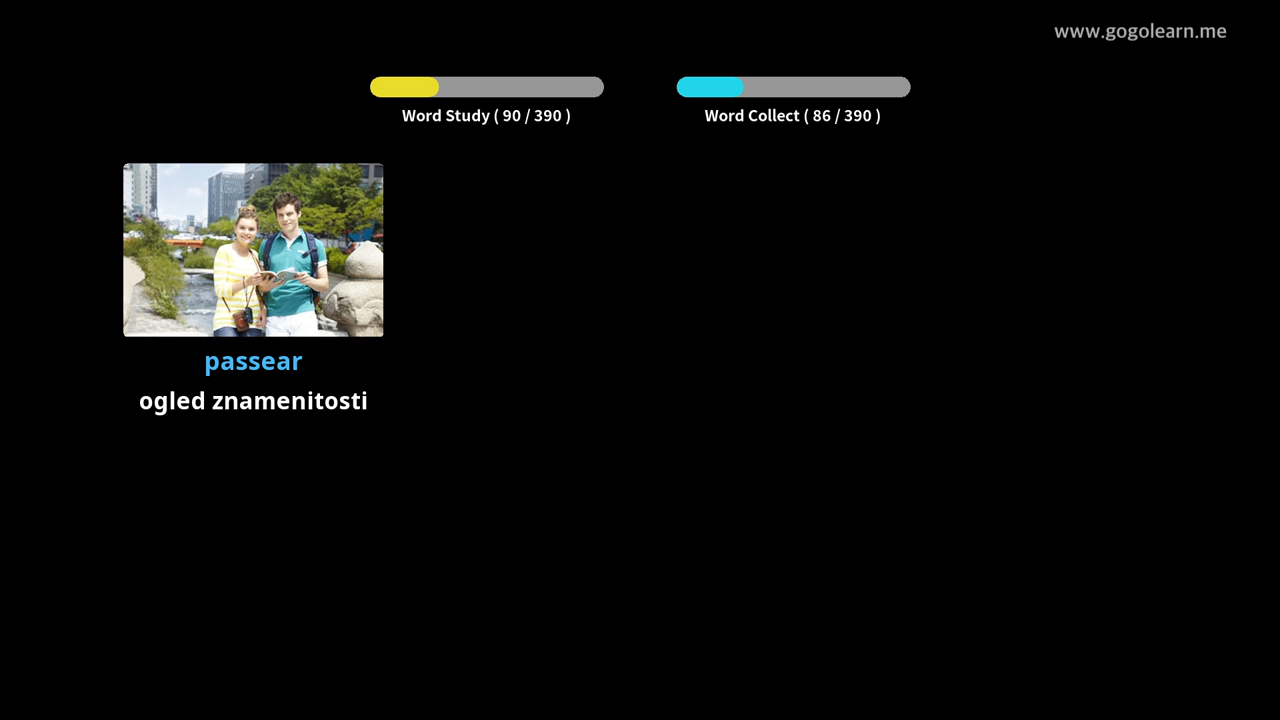 www.gogolearn.me
Word Study ( 90 / 390 )
Word Collect ( 86 / 390 )
passear
ogled znamenitosti